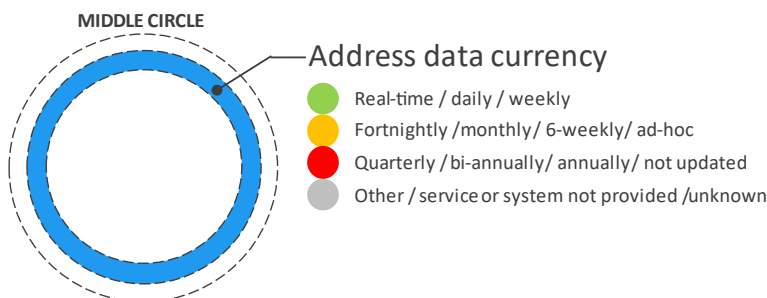 MIDDLE CIRCLE
Address data currency
Real-time / daily / weekly
Fortnightly /monthly/ 6-weekly/ ad-hoc
Quarterly / bi-annually/ annually/ not updated
Other / service or system not provided /unknown